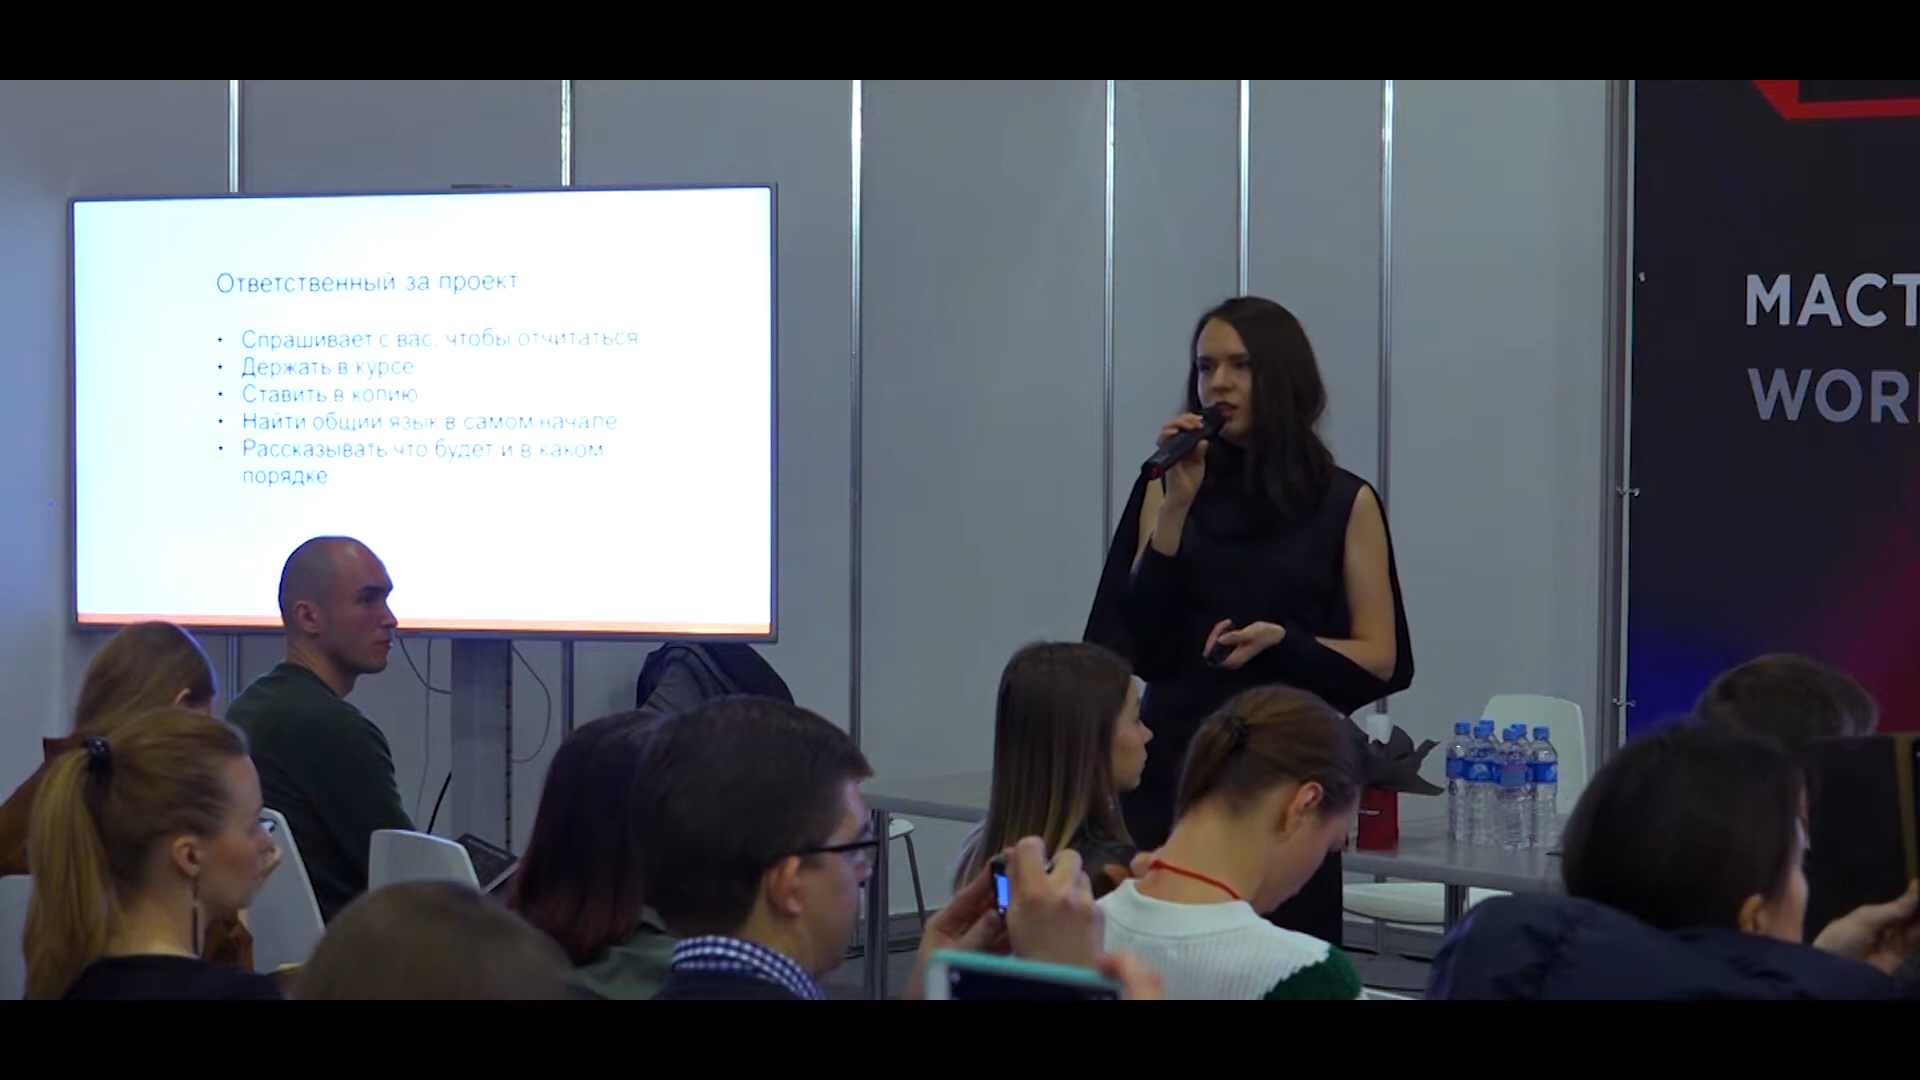 Ответственный за проект
• Спрашивает с вас, чтобы отчитаться
• Держать в курсе
• Ставить в копию
• Найти общий язык в самом начале
• Рассказывать что будет и в каком
порядке
МАСТ
WOR